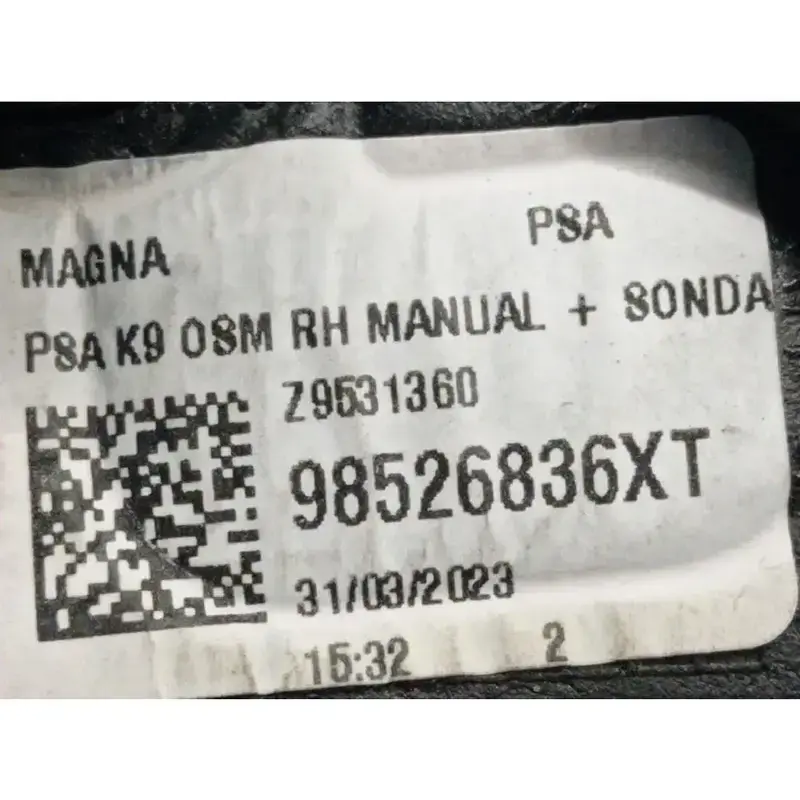 MAGNA PSA
PSA K9 OSM RH MANUAL + SONDA
Z9531360
98526836XT
31/03/2023
15:32 2